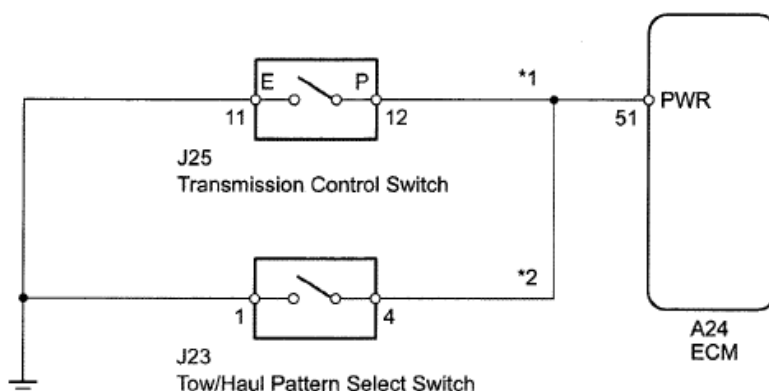 E P *1
11 12 51 PWR
J25
Transmission Control Switch
*2
1 4
J23
Tow/Haul Pattern Select Switch
A24
ECM